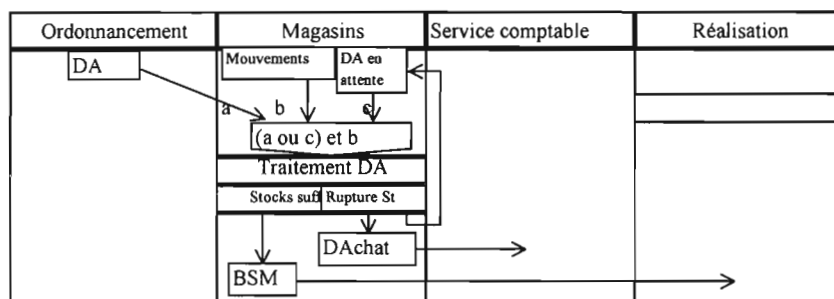 Ordonnancement Magasins Service comptable Réalisation
DA Mouvements DA en
attente
a b c
(a ou c) et b
Traitement DA
Stocks suff Rupture St
DAchat
BSM